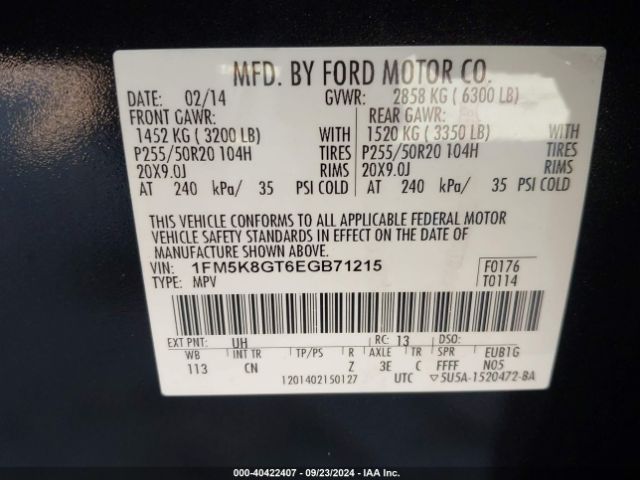 MFD. BY FORD MOTOR CO.
DATE: 02/14 GVWR: 2858 KG ( 6300 LB)
FRONT GAWR: REAR GAWR:
1452 KG ( 3200 LB) WITH 1520 KG ( 3350 LB) WITH
P255/50R20 104H TIRES P255/50R20 104H TIRES
20X9.0J RIMS 20X9.0J RIMS
AT 240 kPa/ 35 PSI COLD AT 240 kPa/ 35 PSI COLD
THIS VEHICLE CONFORMS TO ALL APPLICABLE FEDERAL MOTOR
VEHICLE SAFETY STANDARDS IN EFFECT ON THE DATE OF
MANUFACTURE SHOWN ABOVE.
VIN: 1FM5K8GT6EGB71215 F0176
TYPE: MPV T0114
EXT PNT: UH RC: 13 DSO:
WB INT TR TP/PS R AXLE TR SPR EUB1G
113 CN Z 3E C FFFF N05
1201402150127 UTC ▽5U5A-1520472-BA
000-40422407 - 09/23/2024 - IAA Inc.